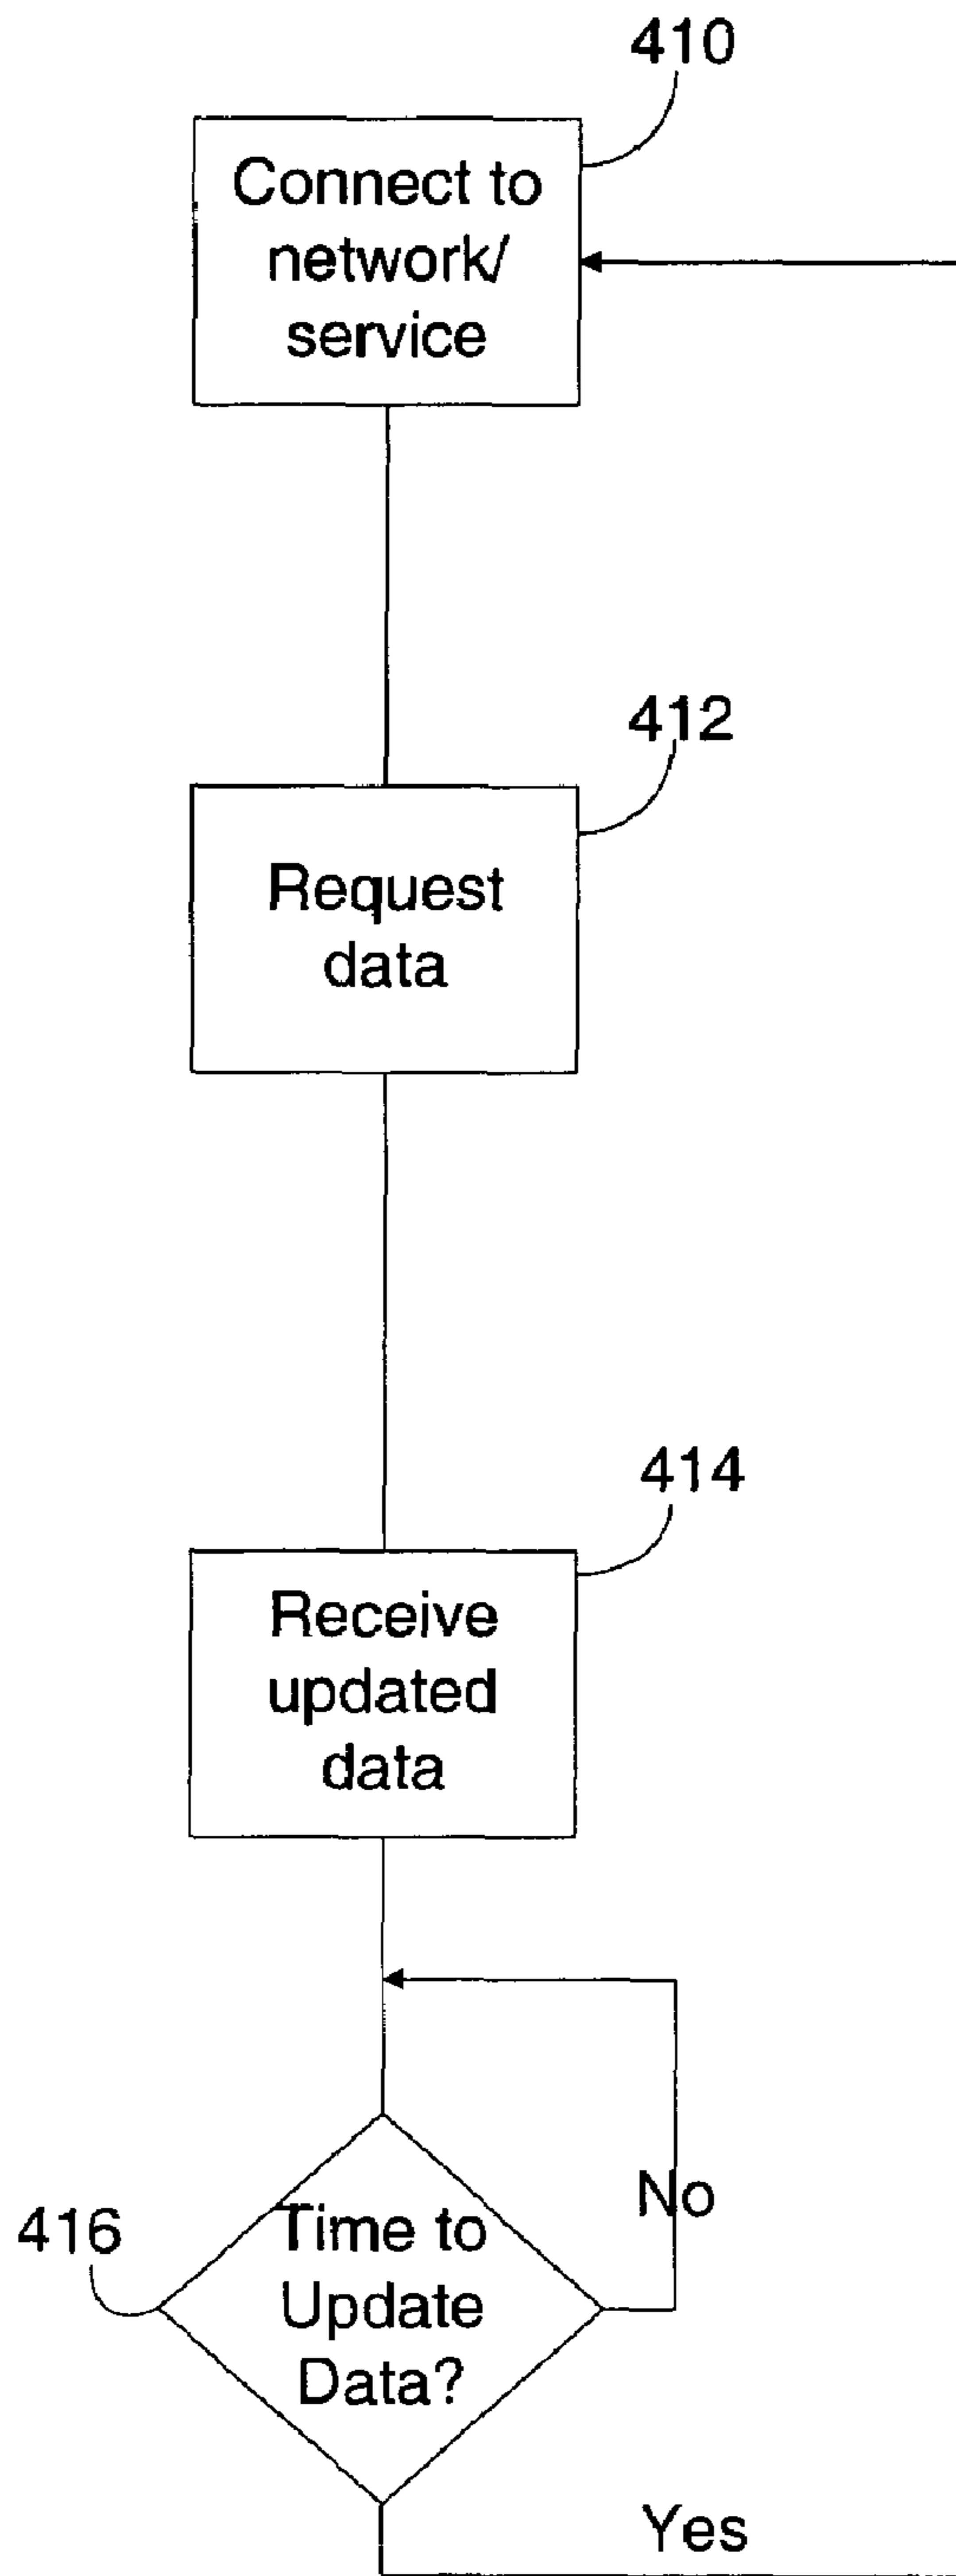 410
Connect to
network/
service
412
Request
data
414
Receive
updated
data
416
Time to
Update
Data?
No
Yes